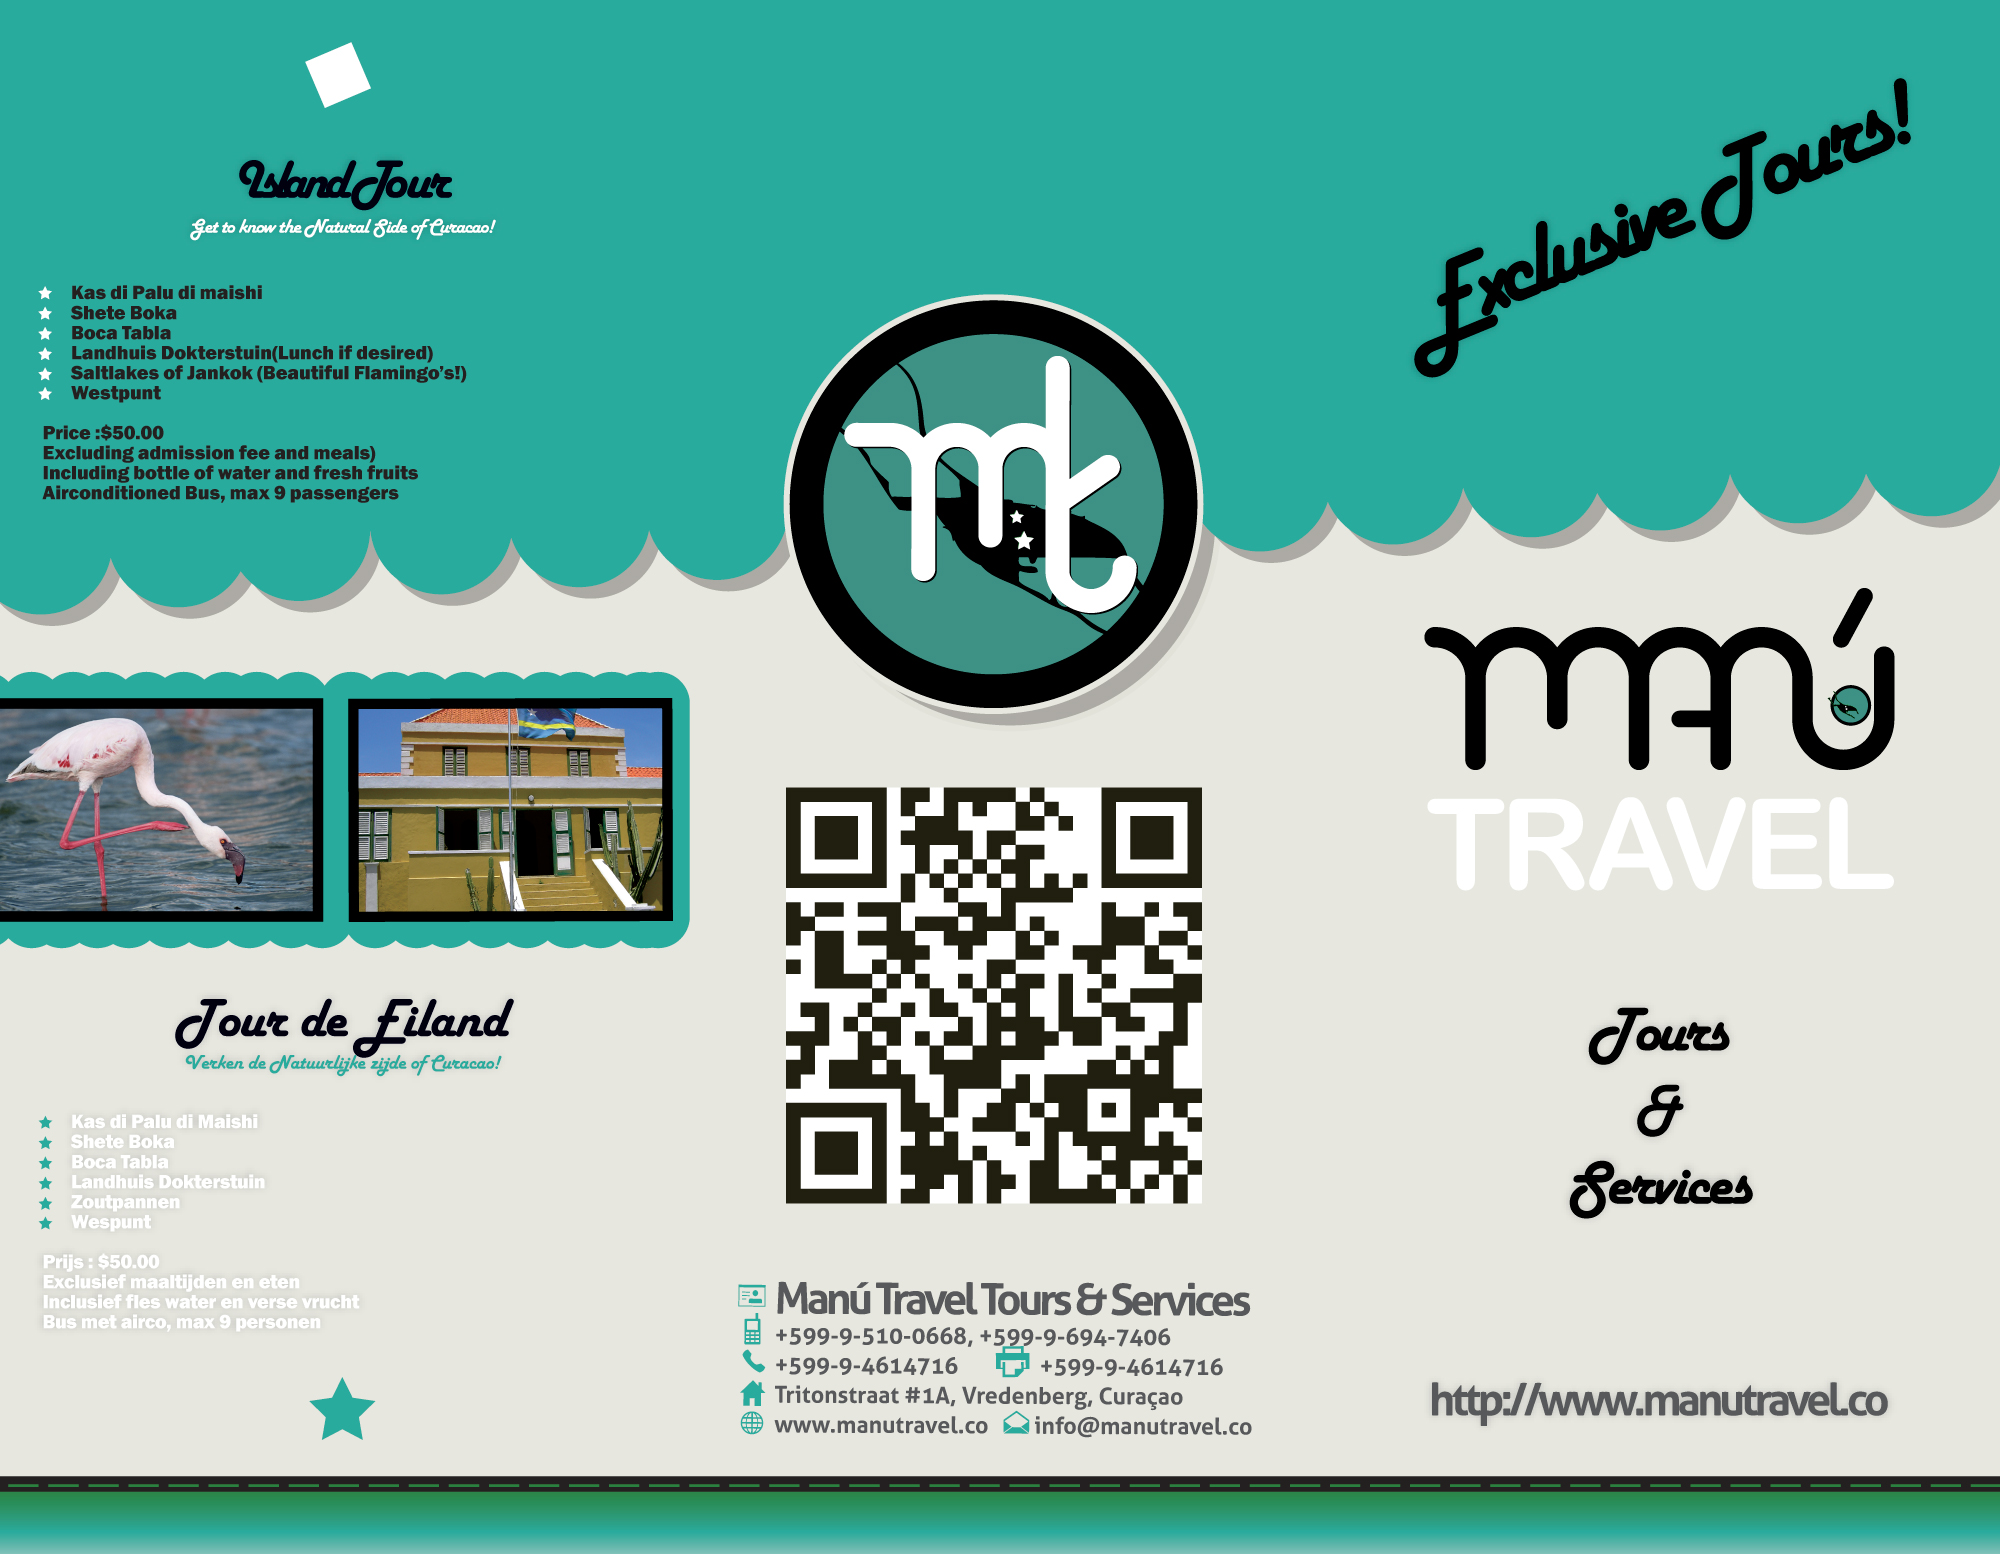 Island Tour
Get to know the Natural Side of Curacao!
Kas di Palu di maishi
Shete Boka
Boca Tabla
Landhuis Dokterstuin(Lunch if desired)
Saltlakes of Jankok (Beautiful Flamingo's!)
Westpunt
Price :$50.00
Excluding admission fee and meals)
Including bottle of water and fresh fruits
Airconditioned Bus, max 9 passengers
Tour de Eiland
Verken de Natuurlijke zijde of Curacao!
Kas di Palu di Maishi
Shete Boka
Boca Tabla
Landhuis Dokterstuin
Zoutpannen
Wespunt
Prijs : $50.00
Exclusief maaltijden en eten
Inclusief fles water en verse vrucht
Bus met airco, max 9 personen
mt
Manú Travel Tours & Services
+599-9-510-0668, +599-9-694-7406
+599-9-4614716 +599-9-4614716
Tritonstraat #1A, Vredenberg, Curaçao
www.manutravel.co info@manutravel.co
Exclusive Tours!
MANÚ
TRAVEL
Tours
&
Services
http://www.manutravel.co